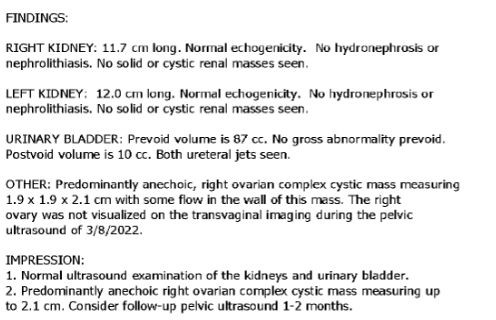 FINDINGS:
RIGHT KIDNEY: 11.7 cm long. Normal echogenicity. No hydronephrosis or
nephrolithiasis. No solid or cystic renal masses seen.
LEFT KIDNEY: 12.0 cm long. Normal echogenicity. No hydronephrosis or
nephrolithiasis. No solid or cystic renal masses seen.
URINARY BLADDER: Prevoid volume is 87 cc. No gross abnormality prevoid.
Postvoid volume is 10 cc. Both ureteral jets seen.
OTHER: Predominantly anechoic, right ovarian complex cystic mass measuring
1.9 x 1.9 x 2.1 cm with some flow in the wall of this mass. The right
ovary was not visualized on the transvaginal imaging during the pelvic
ultrasound of 3/8/2022.
IMPRESSION:
1. Normal ultrasound examination of the kidneys and urinary bladder.
2. Predominantly anechoic right ovarian complex cystic mass measuring up
to 2.1 cm. Consider follow-up pelvic ultrasound 1-2 months.